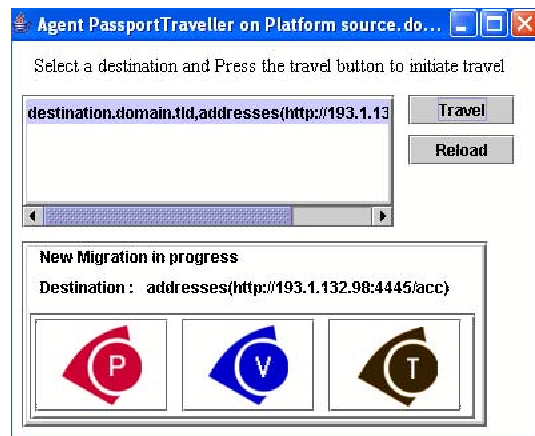 Agent PassportTraveller on Platform source.do...
Select a destination and Press the travel button to initiate travel
destination.domain.tld,addresses(http://193.1.13
Travel
Reload
New Migration in progress
Destination : addresses(http://193.1.132.98:4445/acc)
P V T